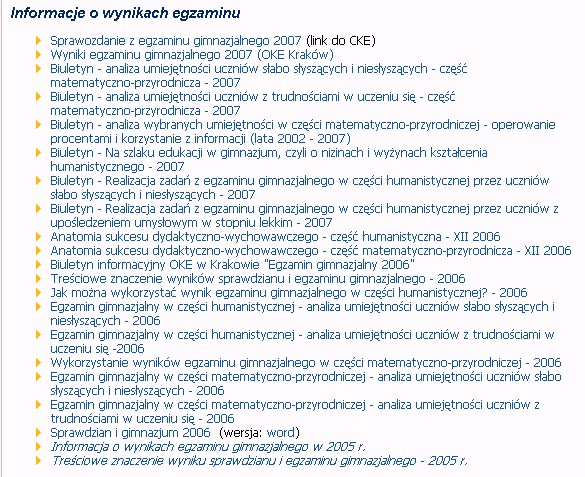 Informacje o wynikach egzaminu
Sprawozdanie z egzaminu gimnazjalnego 2007 (link do CKE)
Wyniki egzaminu gimnazjalnego 2007 (OKE Kraków)
Biuletyn - analiza umiejętności uczniów słabo słyszących i niesłyszących - część
matematyczno-przyrodnicza - 2007
Biuletyn - analiza umiejętności uczniów z trudnościami w uczeniu się - część
matematyczno-przyrodnicza - 2007
Biuletyn - analiza wybranych umiejętności w części matematyczno-przyrodniczej - operowanie
procentami i korzystanie z informacji (lata 2002 - 2007)
Biuletyn - Na szlaku edukacji w gimnazjum, czyli o nizinach i wyżynach kształcenia
humanistycznego - 2007
Biuletyn - Realizacja zadań z egzaminu gimnazjalnego w części humanistycznej przez uczniów
słabo słyszących i niesłyszących - 2007
Biuletyn - Realizacja zadań z egzaminu gimnazjalnego w części humanistycznej przez uczniów z
upośledzeniem umysłowym w stopniu lekkim - 2007
Anatomia sukcesu dydaktyczno-wychowawczego - część humanistyczna - XII 2006
Anatomia sukcesu dydaktyczno-wychowawczego - część matematyczno-przyrodnicza - XII 2006
Biuletyn informacyjny OKE w Krakowie "Egzamin gimnazjalny 2006"
Treściowe znaczenie wyników sprawdzianu i egzaminu gimnazjalnego - 2006
Jak można wykorzystać wynik egzaminu gimnazjalnego w części humanistycznej? - 2006
Egzamin gimnazjalny w części humanistycznej - analiza umiejętności uczniów słabo słyszących i
niesłyszących - 2006
Egzamin gimnazjalny w części humanistycznej - analiza umiejętności uczniów z trudnościami w
uczeniu się -2006
Wykorzystanie wyników egzaminu gimnazjalnego w części matematyczno-przyrodniczej - 2006
Egzamin gimnazjalny w części matematyczno-przyrodniczej - analiza umiejętności uczniów słabo
słyszących i niesłyszących - 2006
Egzamin gimnazjalny w części matematyczno-przyrodniczej - analiza umiejętności uczniów z
trudnościami w uczeniu się - 2006
Sprawdzian i gimnazjum 2006 (wersja: word)
Informacja o wynikach egzaminu gimnazjalnego w 2005 r.
Treściowe znaczenie wyniku sprawdzianu i egzaminu gimnazjalnego - 2005 r.